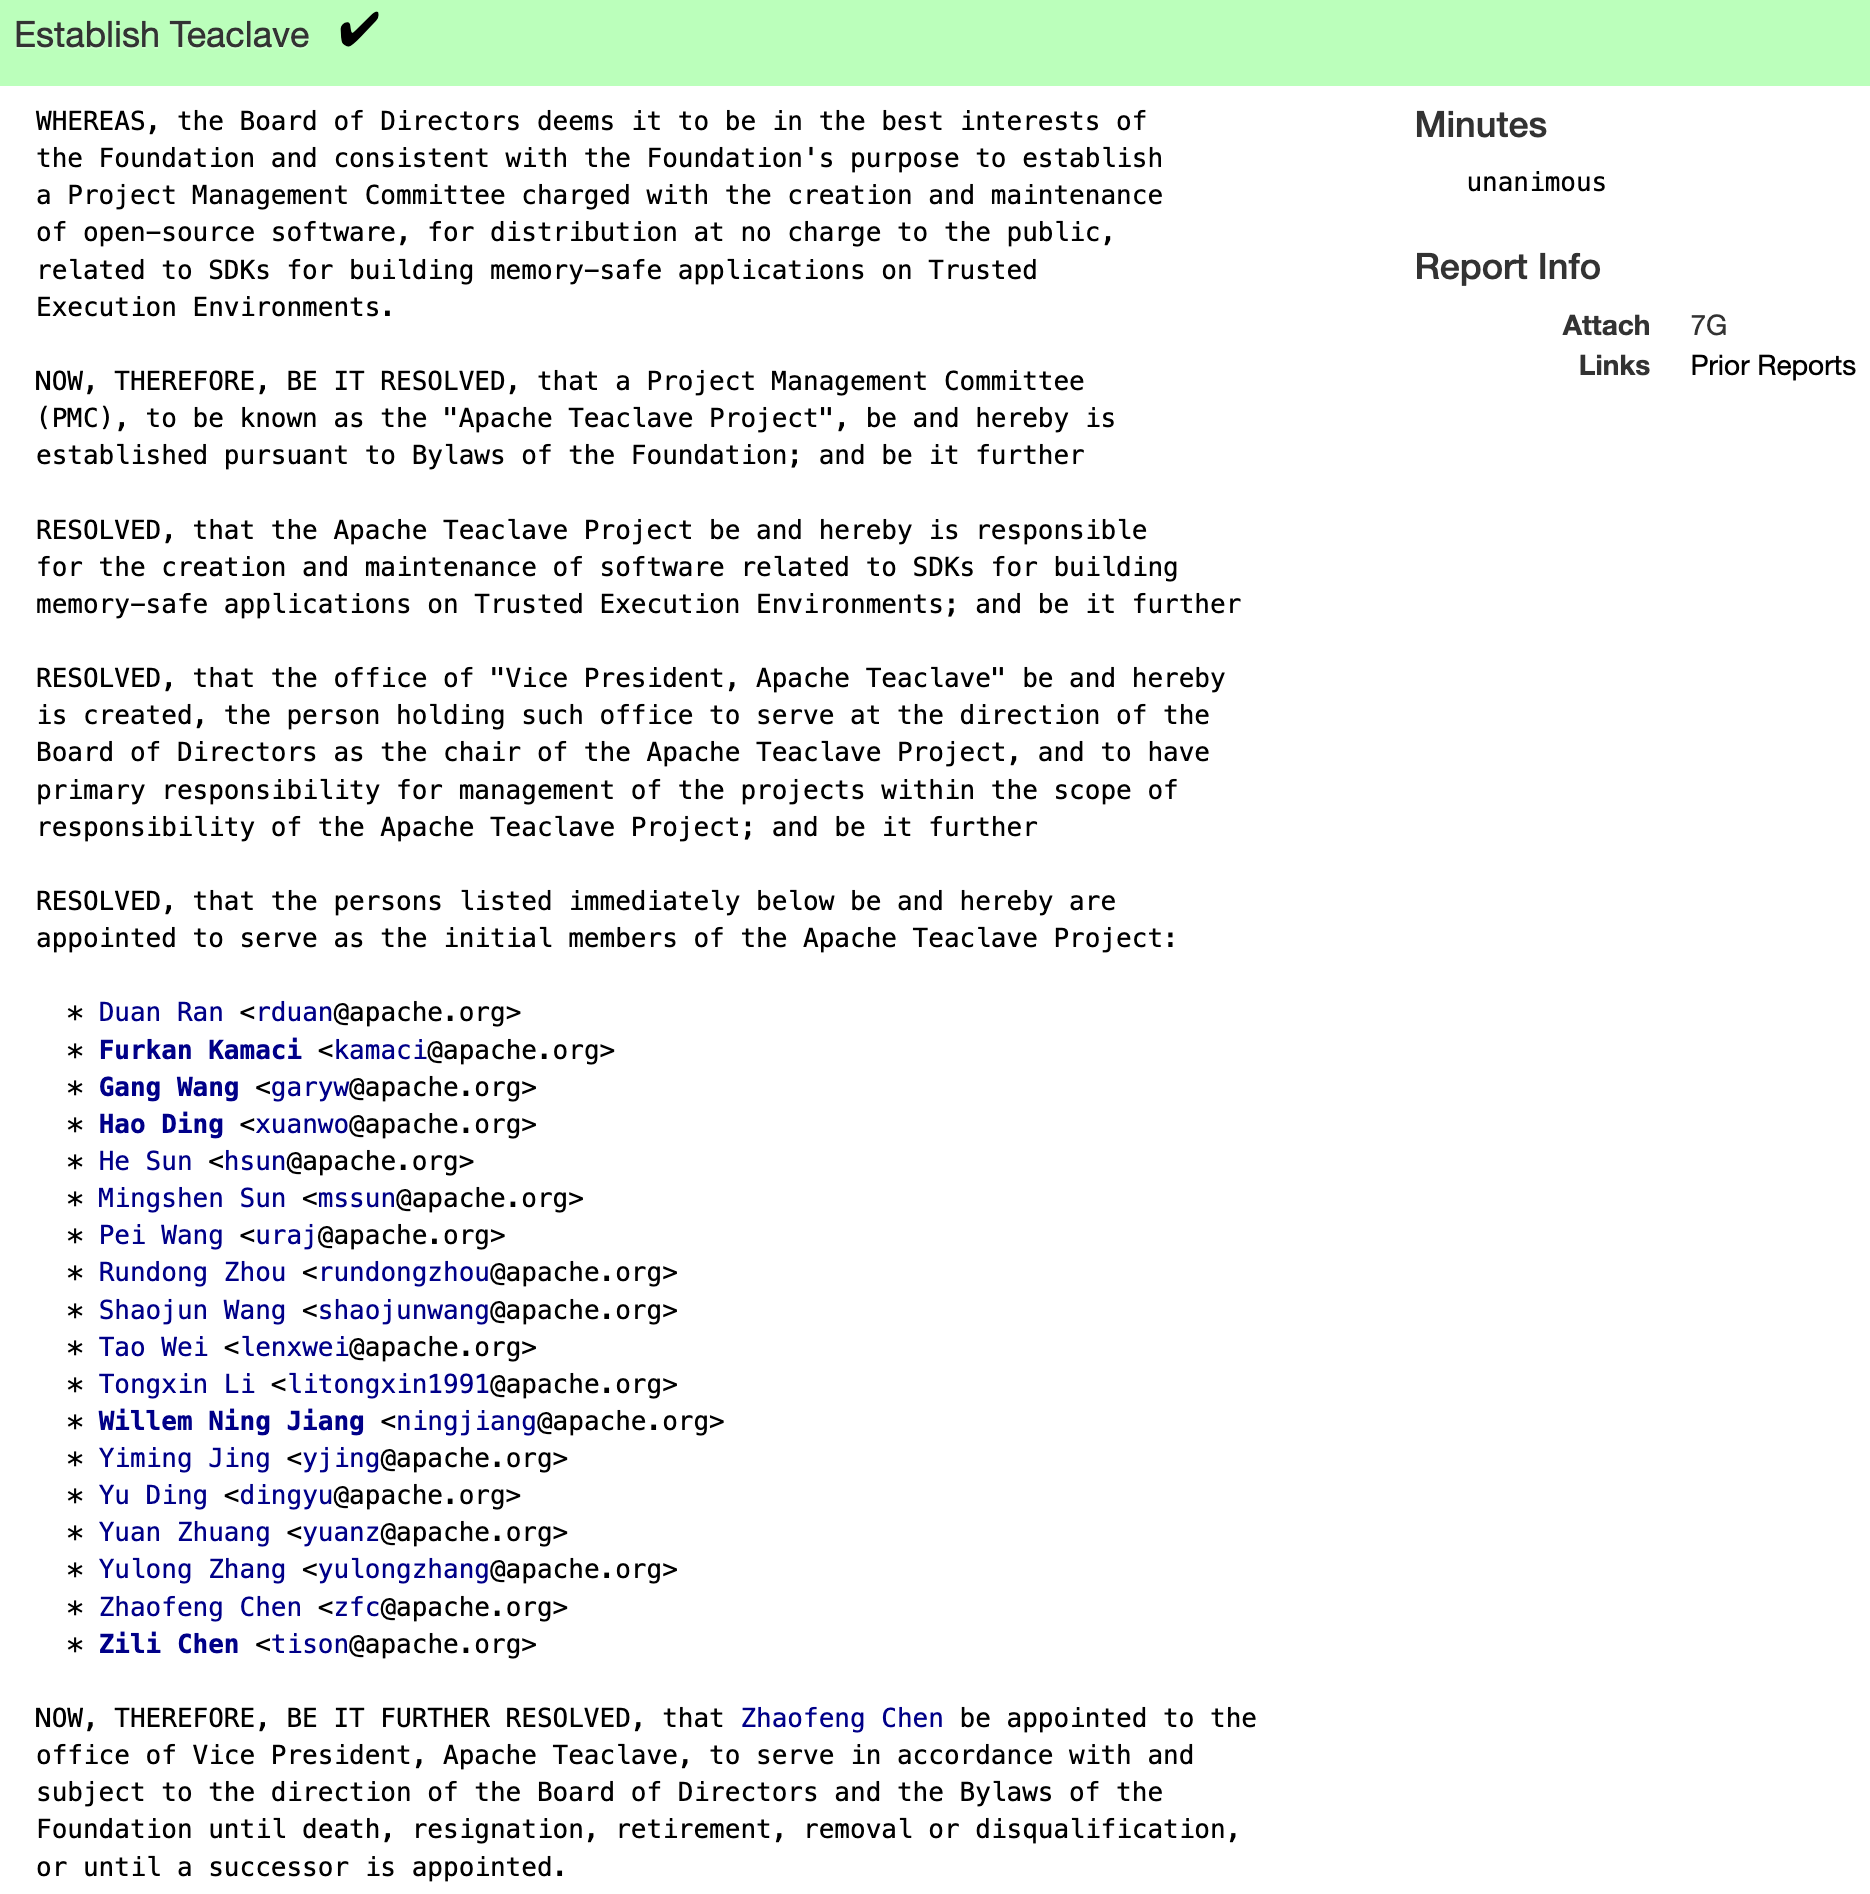 Establish Teaclave ✔
WHEREAS, the Board of Directors deems it to be in the best interests of
the Foundation and consistent with the Foundation's purpose to establish
a Project Management Committee charged with the creation and maintenance
of open-source software, for distribution at no charge to the public,
related to SDKs for building memory-safe applications on Trusted
Execution Environments.
NOW, THEREFORE, BE IT RESOLVED, that a Project Management Committee
(PMC), to be known as the "Apache Teaclave Project", be and hereby is
established pursuant to Bylaws of the Foundation; and be it further
RESOLVED, that the Apache Teaclave Project be and hereby is responsible
for the creation and maintenance of software related to SDKs for building
memory-safe applications on Trusted Execution Environments; and be it further
RESOLVED, that the office of "Vice President, Apache Teaclave" be and hereby
is created, the person holding such office to serve at the direction of the
Board of Directors as the chair of the Apache Teaclave Project, and to have
primary responsibility for management of the projects within the scope of
responsibility of the Apache Teaclave Project; and be it further
RESOLVED, that the persons listed immediately below be and hereby are
appointed to serve as the initial members of the Apache Teaclave Project:
* Duan Ran <rduan@apache.org>
* Furkan Kamaci <kamaci@apache.org>
* Gang Wang <garyw@apache.org>
* Hao Ding <xuanwo@apache.org>
* He Sun <hsun@apache.org>
* Mingshen Sun <mssun@apache.org>
* Pei Wang <uraj@apache.org>
* Rundong Zhou <rundongzhou@apache.org>
* Shaojun Wang <shaojunwang@apache.org>
* Tao Wei <lenxwei@apache.org>
* Tongxin Li <litongxin1991@apache.org>
* Willem Ning Jiang <ningjiang@apache.org>
* Yiming Jing <yjing@apache.org>
* Yu Ding <dingyu@apache.org>
* Yuan Zhuang <yuanz@apache.org>
* Yulong Zhang <yulongzhang@apache.org>
* Zhaofeng Chen <zfc@apache.org>
* Zili Chen <tison@apache.org>
NOW, THEREFORE, BE IT FURTHER RESOLVED, that Zhaofeng Chen be appointed to the
office of Vice President, Apache Teaclave, to serve in accordance with and
subject to the direction of the Board of Directors and the Bylaws of the
Foundation until death, resignation, retirement, removal or disqualification,
or until a successor is appointed.
Minutes
unanimous
Report Info
Attach 7G
Links Prior Reports